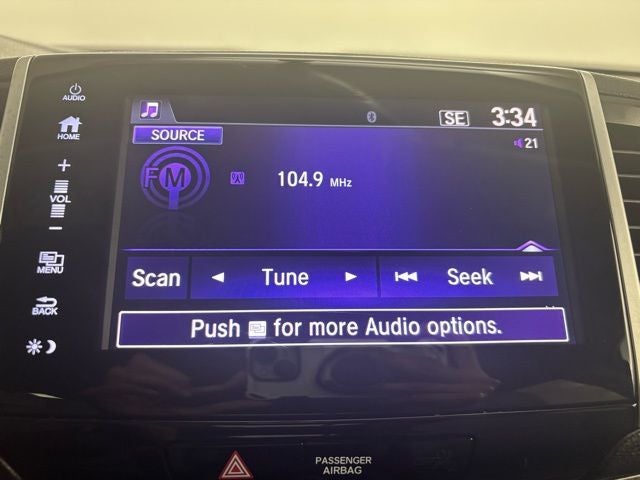 AUDIO
HOME
+
VOL
−
MENU
BACK
SE 3:34
SOURCE
21
FM 104.9 MHz
Scan Tune Seek
Push for more Audio options.
PASSENGER
AIRBAG